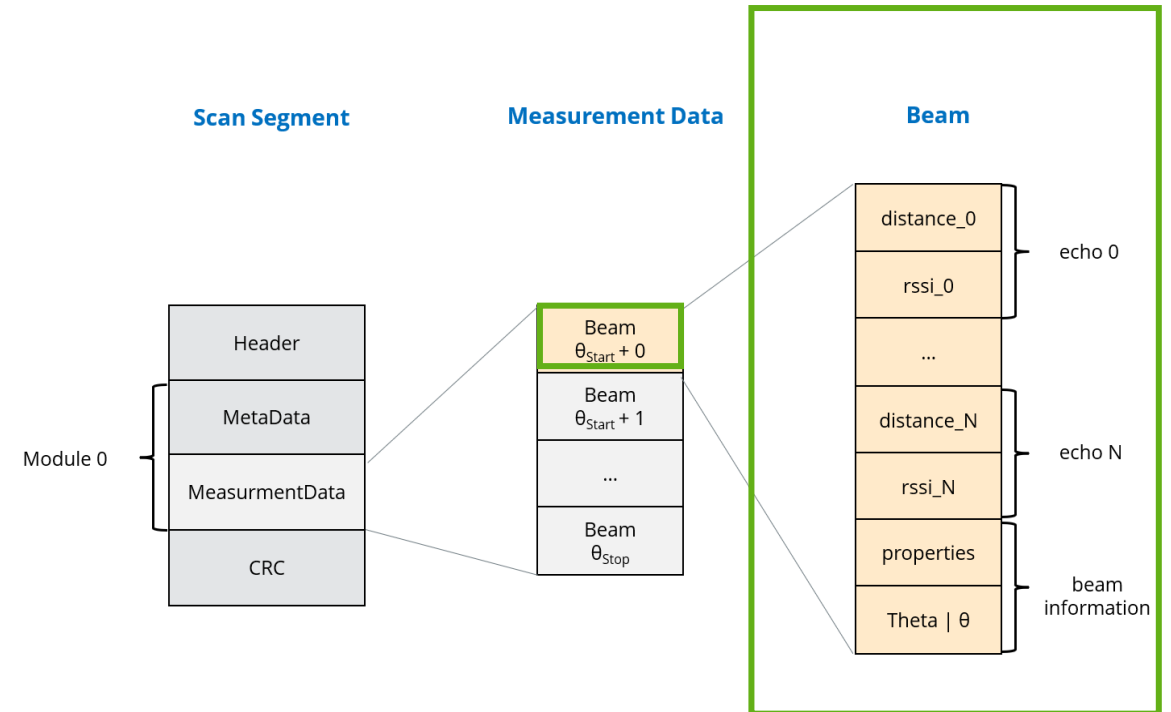 Scan Segment
Header
Module 0
MetaData
MeasurmentData
CRC
Measurement Data
Beam
θStart + 0
Beam
θStart + 1
...
Beam
θStop
Beam
distance_0
rssi_0
echo 0
...
distance_N
rssi_N
echo N
properties
Theta | θ
beam
information